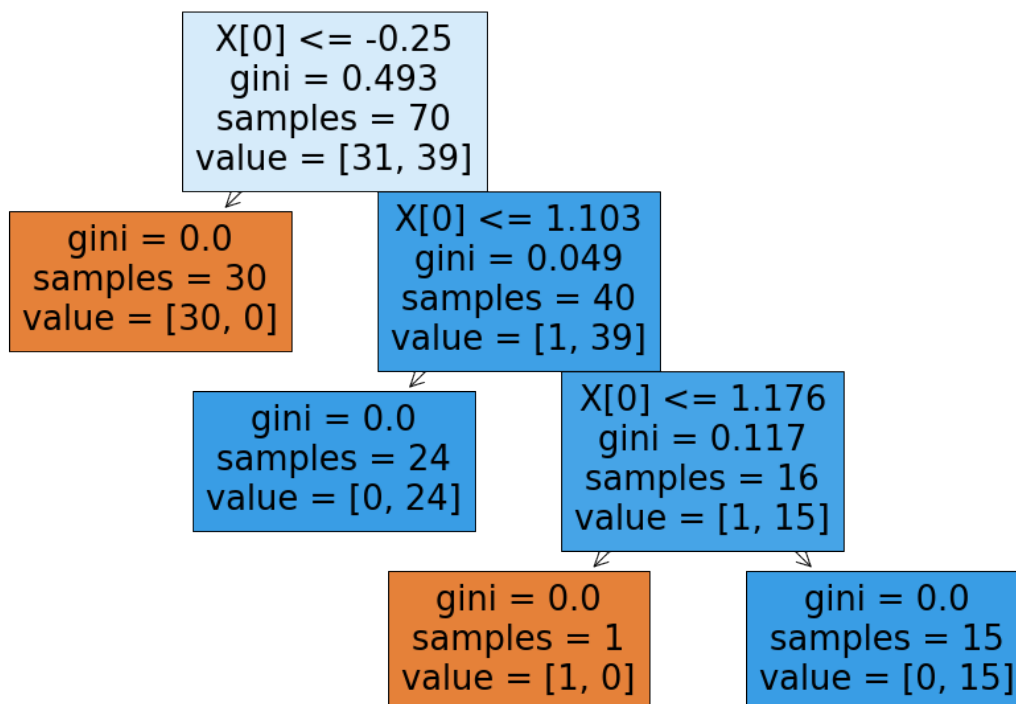 X[0] <= -0.25
gini = 0.493
samples = 70
value = [31, 39]
gini = 0.0
samples = 30
value = [30, 0]
X[0] <= 1.103
gini = 0.049
samples = 40
value = [1, 39]
gini = 0.0
samples = 24
value = [0, 24]
X[0] <= 1.176
gini = 0.117
samples = 16
value = [1, 15]
gini = 0.0
samples = 1
value = [1, 0]
gini = 0.0
samples = 15
value = [0, 15]